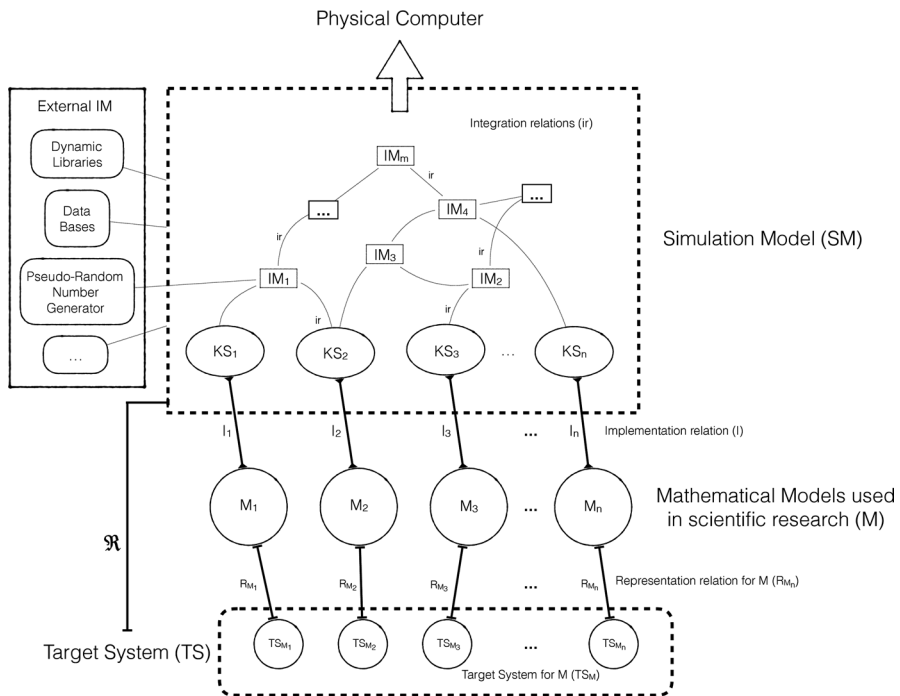 Physical Computer
External IM
Dynamic
Libraries
Data
Bases
Pseudo-Random
Number
Generator
...
Integration relations (ir)
IMm
ir
...
IM4
...
ir
IM3
ir
IM1
IM2
ir
ir
KS1
KS2
KS3
...
KSn
Simulation Model (SM)
I1
I2
I3
...
In
Implementation relation (I)
M1
M2
M3
...
Mn
Mathematical Models used
in scientific research (M)
ℜ
RM1
RM2
RM3
...
RMn
Representation relation for M (RMn)
Target System (TS)
TSM1
TSM2
TSM3
...
TSMn
Target System for M (TSM)